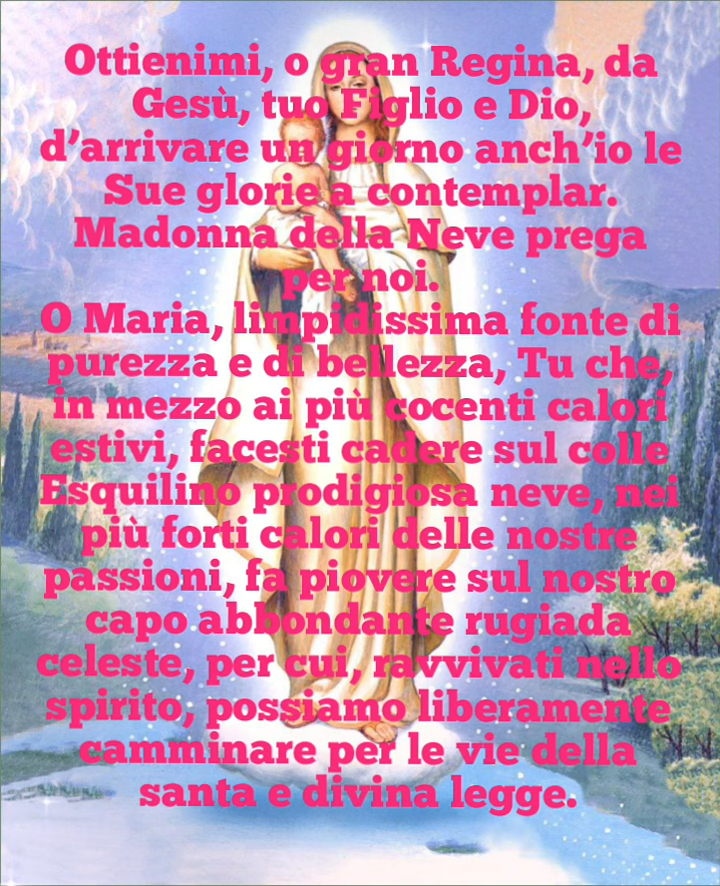 Ottienimi, o gran Regina, da
Gesù, tuo Figlio e Dio,
d’arrivare un giorno anch’io le
Sue glorie a contemplar.
Madonna della Neve prega
per noi.
O Maria, limpidissima fonte di
purezza e di bellezza, Tu che,
in mezzo ai più cocenti calori
estivi, facesti cadere sul colle
Esquilino prodigiosa neve, nei
più forti calori delle nostre
passioni, fa piovere sul nostro
capo abbondante rugiada
celeste, per cui, ravvivati nello
spirito, possiamo liberamente
camminare per le vie della
santa e divina legge.